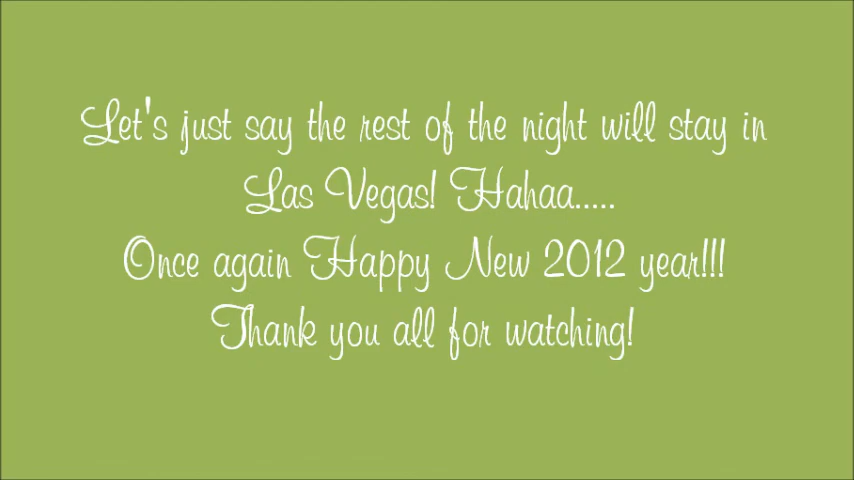 Let's just say the rest of the night will stay in
Las Vegas! Hahaa.....
Once again Happy New 2012 year!!!
Thank you all for watching!